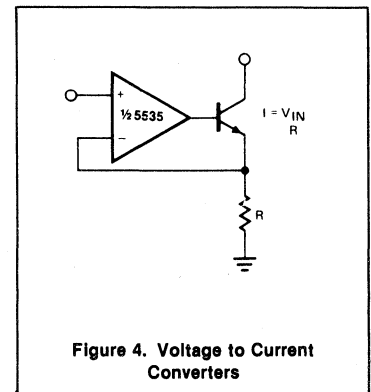 +
½ 5535
−
I = VIN
R
R
Figure 4. Voltage to Current
Converters